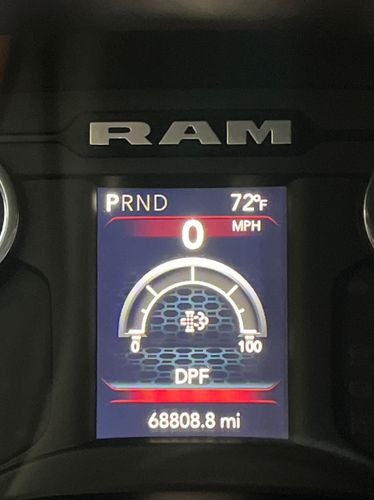 RAM
PRND 72°F
MPH
0
0 100
DPF
68808.8 mi